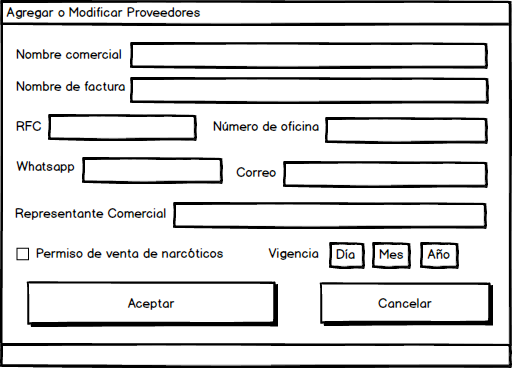 Agregar o Modificar Proveedores
Nombre comercial
Nombre de factura
RFC Número de oficina
Whatsapp Correo
Representante Comercial
Permiso de venta de narcóticos Vigencia Día Mes Año
Aceptar Cancelar